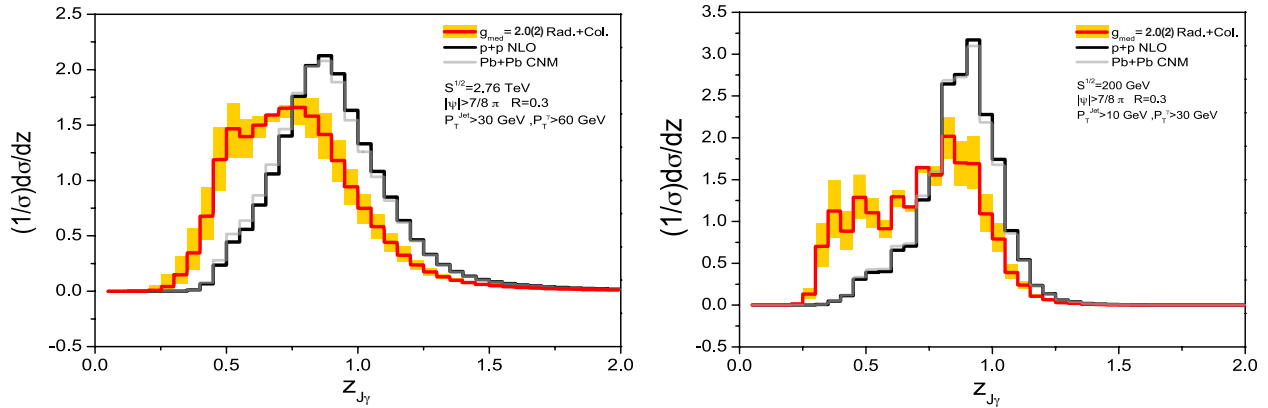 2.5
2.0
1.5
1.0
0.5
0.0
-0.5
(1/σ)dσ/dz
g_med = 2.0(2) Rad.+Col.
p+p NLO
Pb+Pb CNM
S^1/2=2.76 TeV
|ψ|>7/8 π R=0.3
P_T^Jet>30 GeV ,P_T^γ>60 GeV
0.0 0.5 1.0 1.5 2.0
z_Jγ
3.5
3.0
2.5
2.0
1.5
1.0
0.5
0.0
-0.5
(1/σ)dσ/dz
g_med = 2.0(2) Rad.+Col.
p+p NLO
Pb+Pb CNM
S^1/2=200 GeV
|ψ|>7/8 π R=0.3
P_T^Jet>10 GeV ,P_T^γ>30 GeV
0.0 0.5 1.0 1.5 2.0
z_Jγ